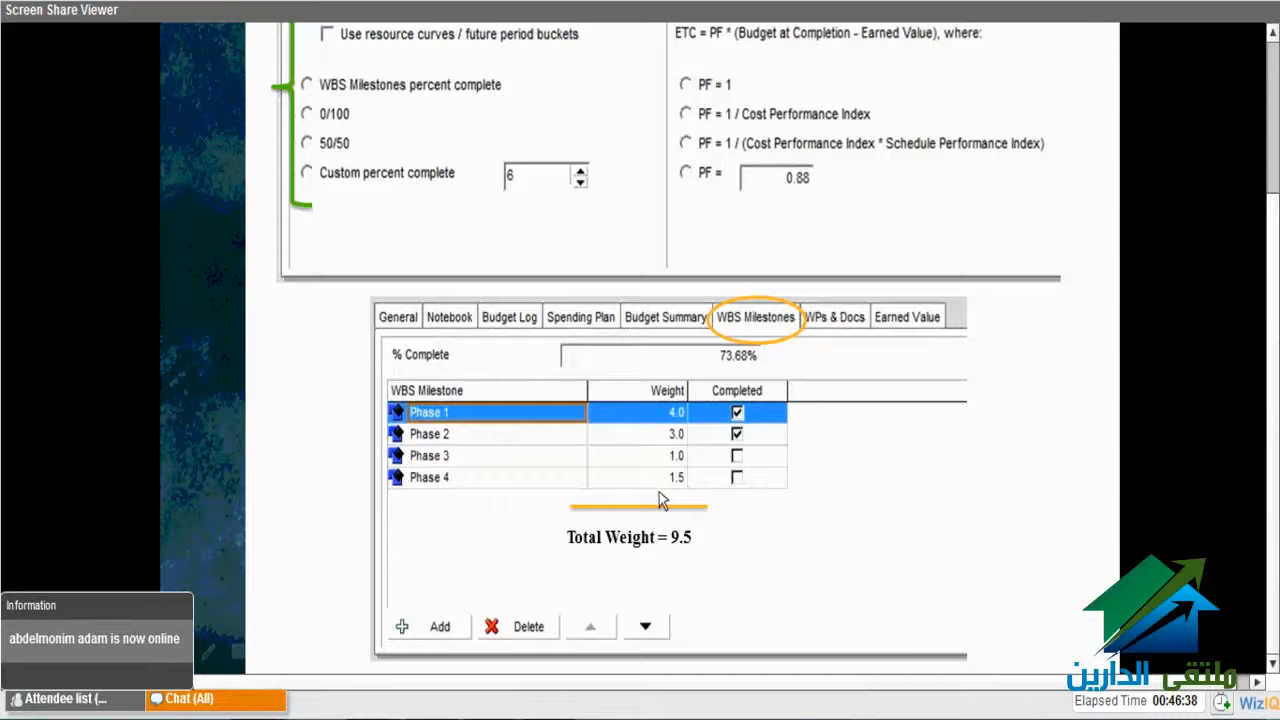 Screen Share Viewer
Use resource curves / future period buckets
WBS Milestones percent complete
0/100
50/50
Custom percent complete 6
ETC = PF * (Budget at Completion - Earned Value), where:
PF = 1
PF = 1 / Cost Performance Index
PF = 1 / (Cost Performance Index * Schedule Performance Index)
PF = 0.88
General Notebook Budget Log Spending Plan Budget Summary WBS Milestones WPs & Docs Earned Value
% Complete 73.68%
WBS Milestone Weight Completed
Phase 1 4.0
Phase 2 3.0
Phase 3 1.0
Phase 4 1.5
Total Weight = 9.5
Add Delete
Information
abdelmonim adam is now online
Attendee list (... Chat (All)
ملتقى الدارين
Elapsed Time 00:46:38
WizIQ